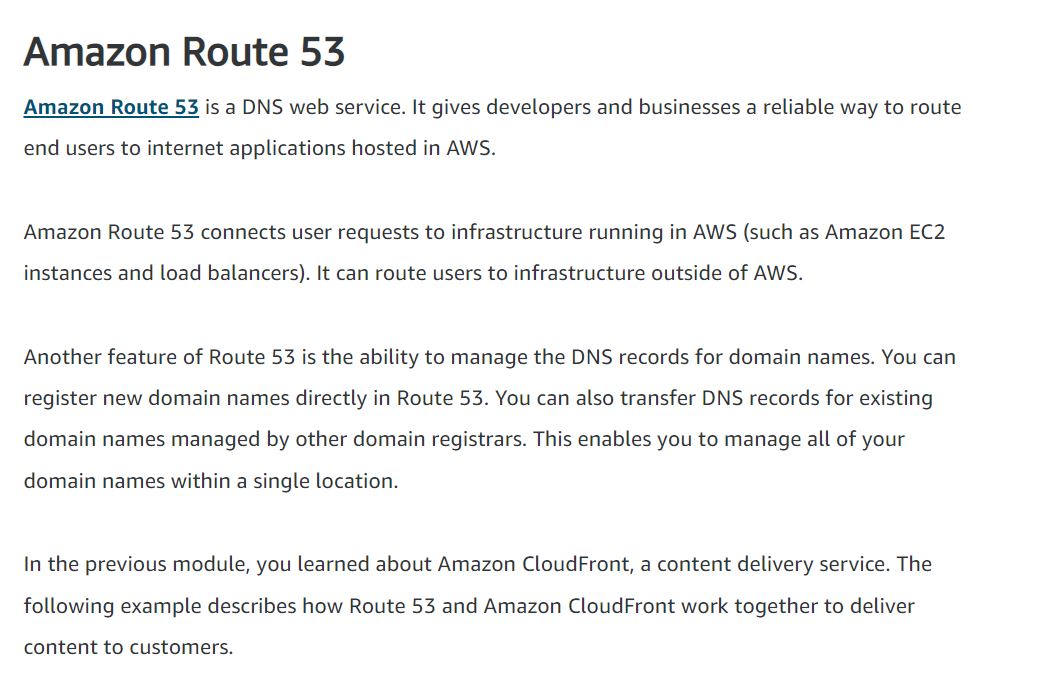 Amazon Route 53
Amazon Route 53 is a DNS web service. It gives developers and businesses a reliable way to route
end users to internet applications hosted in AWS.
Amazon Route 53 connects user requests to infrastructure running in AWS (such as Amazon EC2
instances and load balancers). It can route users to infrastructure outside of AWS.
Another feature of Route 53 is the ability to manage the DNS records for domain names. You can
register new domain names directly in Route 53. You can also transfer DNS records for existing
domain names managed by other domain registrars. This enables you to manage all of your
domain names within a single location.
In the previous module, you learned about Amazon CloudFront, a content delivery service. The
following example describes how Route 53 and Amazon CloudFront work together to deliver
content to customers.